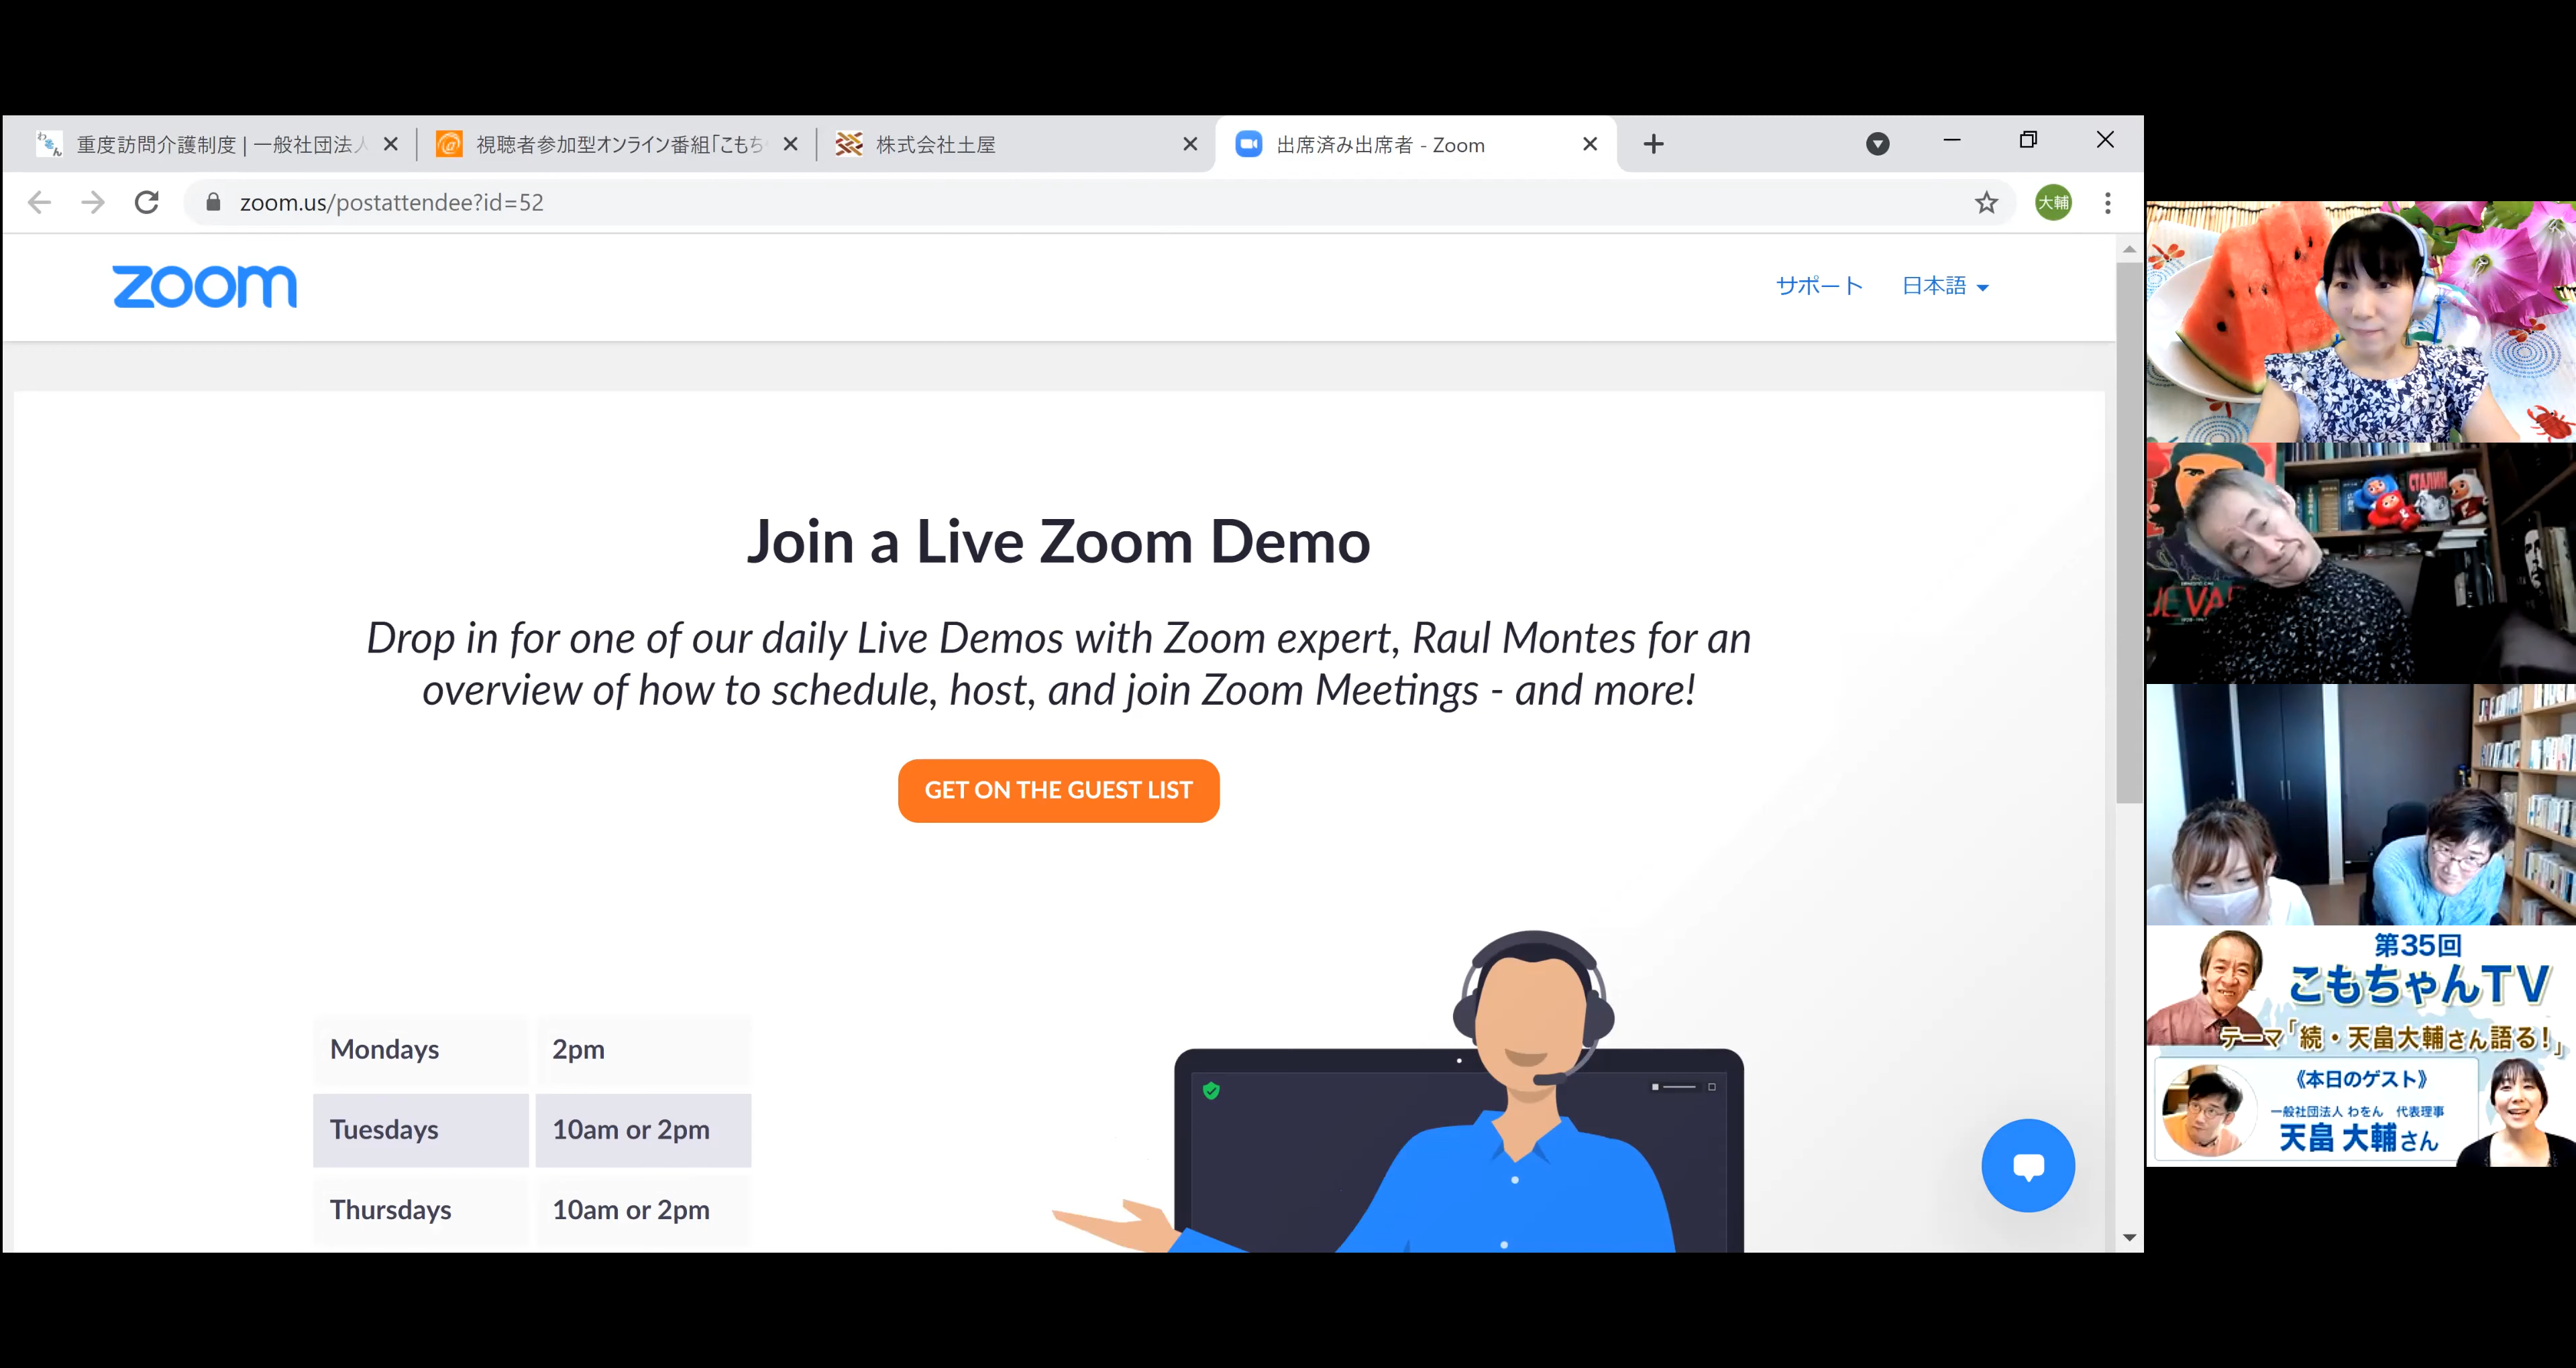 重度訪問介護制度 | 一般社団法人
視聴者参加型オンライン番組「こもち
株式会社土屋
出席済み出席者 - Zoom
zoom.us/postattendee?id=52
大輔
zoom
サポート
日本語
Join a Live Zoom Demo
Drop in for one of our daily Live Demos with Zoom expert, Raul Montes for an
overview of how to schedule, host, and join Zoom Meetings - and more!
GET ON THE GUEST LIST
Mondays 2pm
Tuesdays 10am or 2pm
Thursdays 10am or 2pm
СТАЛИН
第35回
こもちゃんTV
テーマ「続・天畠大輔さん語る!」
《本日のゲスト》
一般社団法人 わをん 代表理事
天畠 大輔さん